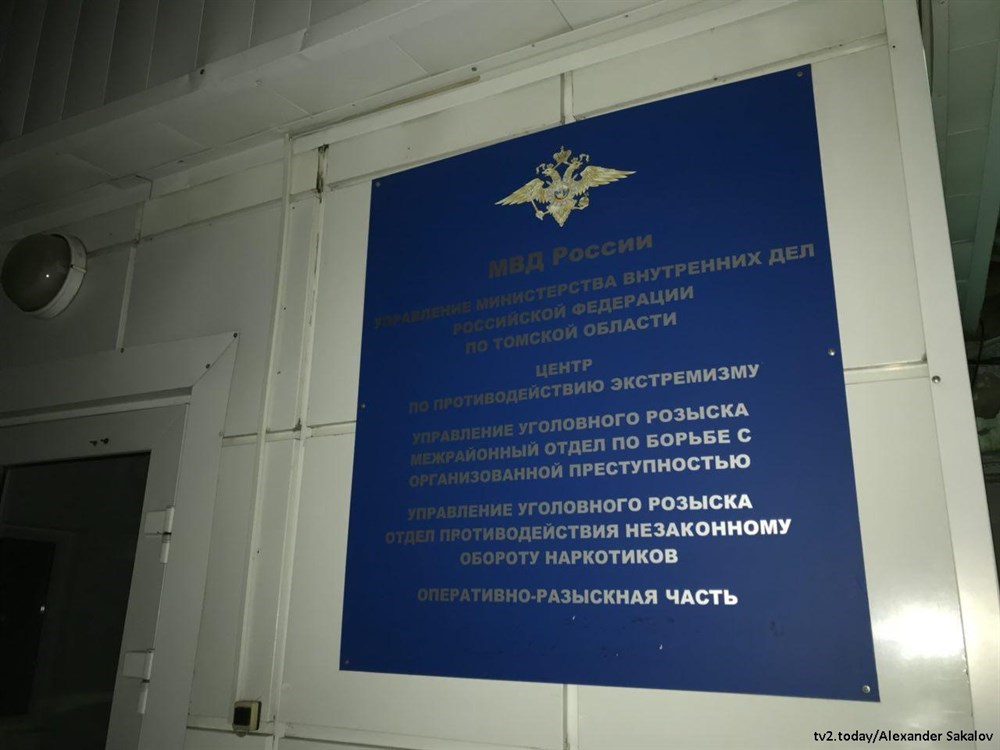 МВД России
УПРАВЛЕНИЕ МИНИСТЕРСТВА ВНУТРЕННИХ ДЕЛ
РОССИЙСКОЙ ФЕДЕРАЦИИ
ПО ТОМСКОЙ ОБЛАСТИ
ЦЕНТР
ПО ПРОТИВОДЕЙСТВИЮ ЭКСТРЕМИЗМУ
УПРАВЛЕНИЕ УГОЛОВНОГО РОЗЫСКА
МЕЖРАЙОННЫЙ ОТДЕЛ ПО БОРЬБЕ С
ОРГАНИЗОВАННОЙ ПРЕСТУПНОСТЬЮ
УПРАВЛЕНИЕ УГОЛОВНОГО РОЗЫСКА
ОТДЕЛ ПРОТИВОДЕЙСТВИЯ НЕЗАКОННОМУ
ОБОРОТУ НАРКОТИКОВ
ОПЕРАТИВНО-РАЗЫСКНАЯ ЧАСТЬ
tv2.today/Alexander Sakalov